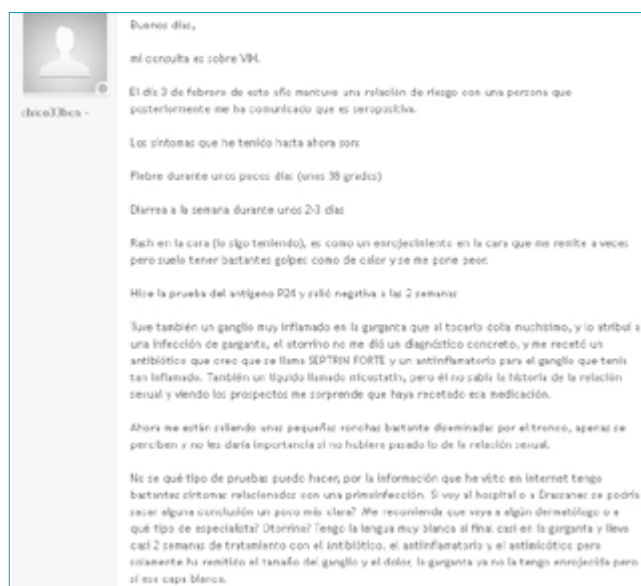 Buenos días,
mi consulta es sobre VIH.
El día 3 de febrero de este año mantuve una relación de riesgo con una persona que
posteriormente me ha comunicado que es seropositiva.
chico33bcn -
Los síntomas que he tenido hasta ahora son:
Fiebre durante unos pocos días (unos 38 grados)
Diarrea a la semana durante unos 2-3 días
Rash en la cara (lo sigo teniendo), es como un enrojecimiento en la cara que me remite a veces
pero suelo tener bastantes golpes como de calor y se me pone peor.
Hice la prueba del antígeno P24 y salió negativa a las 2 semanas
Tuve también un ganglio muy inflamado en la garganta que al tocarlo dolía muchísimo, y lo atribuí a
una infección de garganta, el otorrino no me dió un diagnóstico concreto, y me recetó un
antibiótico que creo que se llama SEPTRIN FORTE y un antiinflamatorio para el ganglio que tenía
tan inflamado. También un líquido llamado micostatin, pero él no sabía la historia de la relación
sexual y viendo los prospectos me sorprende que haya recetado esa medicación.
Ahora me están saliendo unas pequeñas ronchas bastante diseminadas por el tronco, apenas se
perciben y no les daría importancia si no hubiera pasado lo de la relación sexual.
No se qué tipo de pruebas puedo hacer, por la información que he visto en internet tengo
bastantes síntomas relacionados con una primoinfección. Si voy al hospital o a Drassanes se podría
sacar alguna conclusión un poco más clara? Me recomienda que vaya a algún dermatólogo o a
qué tipo de especialista? Otorrino? Tengo la lengua muy blanca al final casi en la garganta y llevo
casi 2 semanas de tratamiento con el antibiótico, el antiinflamatorio y el antimicótico pero
solamente ha remitido el tamaño del ganglio y el dolor, la garganta ya no la tengo enrojecida pero
sí esa capa blanca.